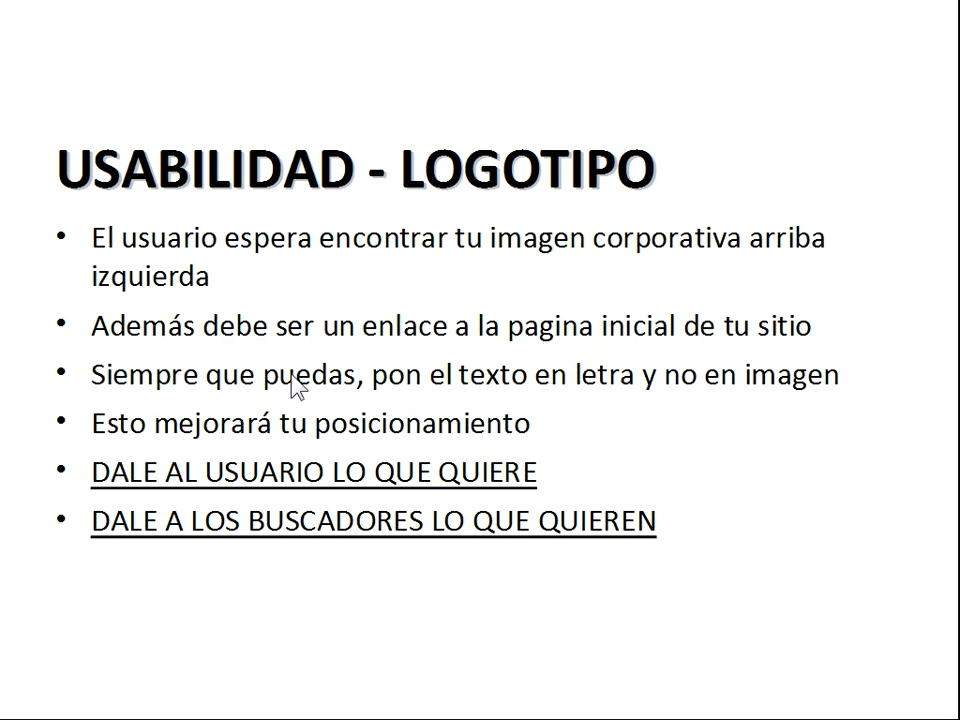 USABILIDAD - LOGOTIPO
• El usuario espera encontrar tu imagen corporativa arriba
izquierda
• Además debe ser un enlace a la pagina inicial de tu sitio
• Siempre que puedas, pon el texto en letra y no en imagen
• Esto mejorará tu posicionamiento
• DALE AL USUARIO LO QUE QUIERE
• DALE A LOS BUSCADORES LO QUE QUIEREN